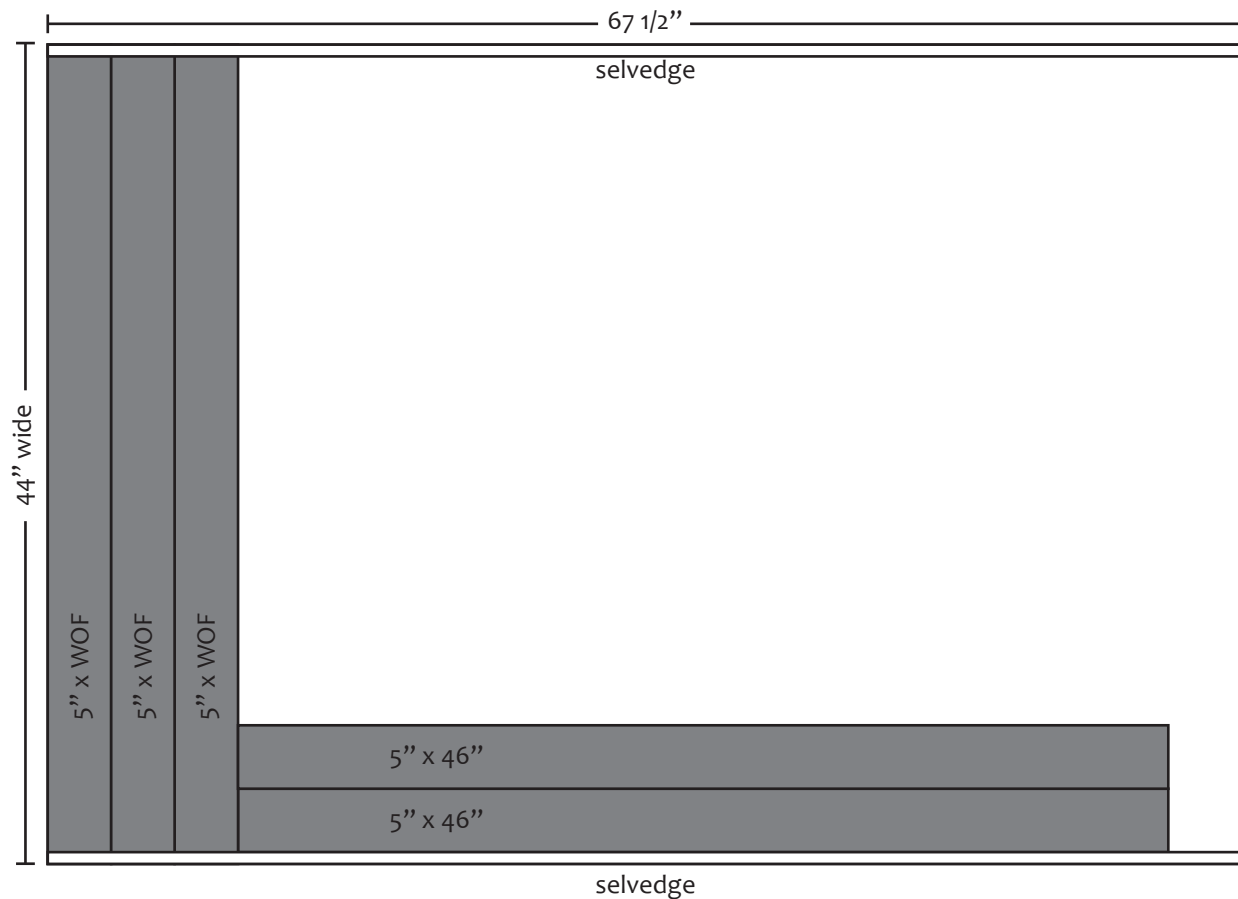 67 1/2”
selvedge
44” wide
5” x WOF
5” x WOF
5” x WOF
5” x 46”
5” x 46”
selvedge